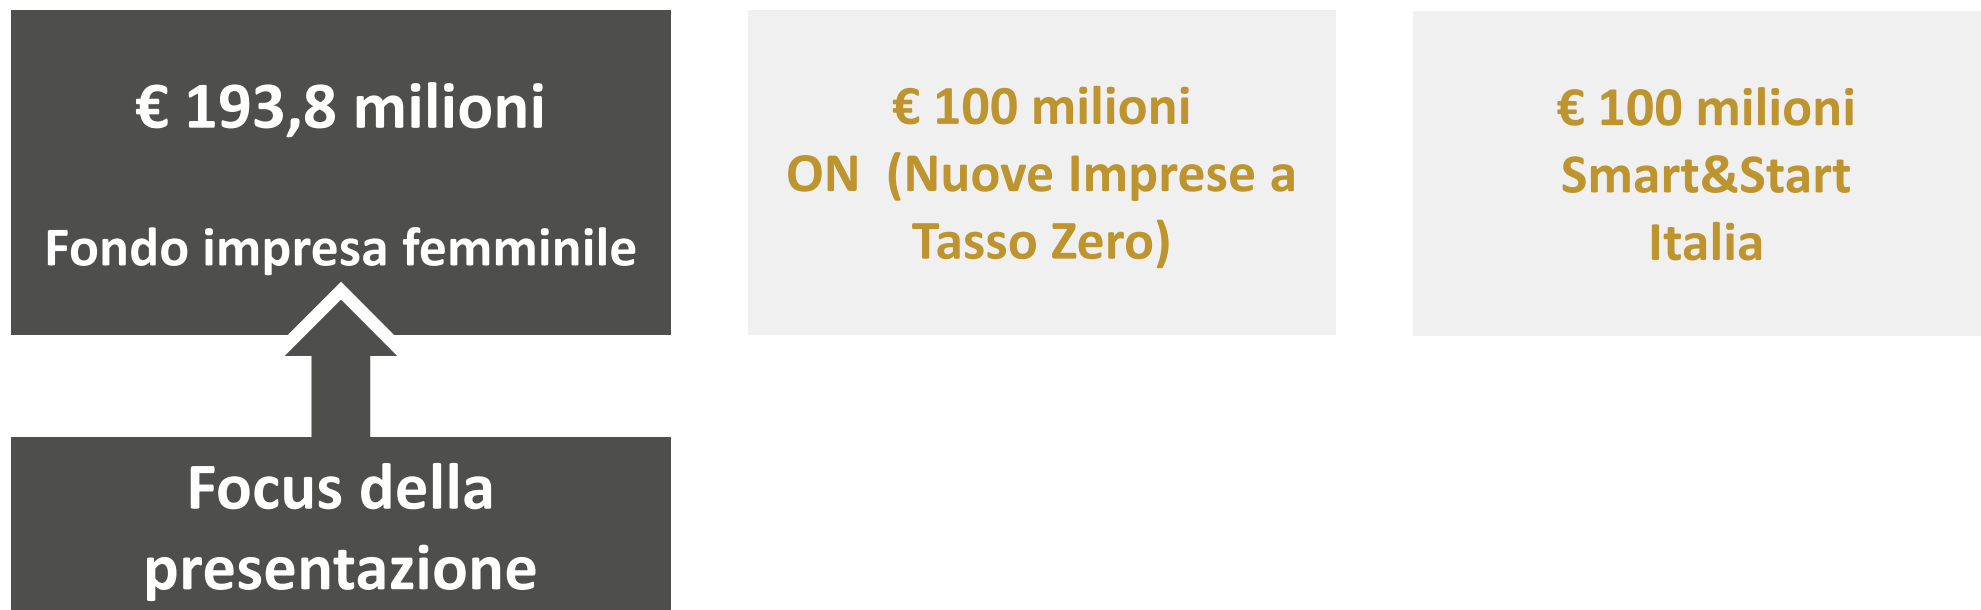 € 193,8 milioni
Fondo impresa femminile
Focus della
presentazione
€ 100 milioni
ON  (Nuove Imprese a
Tasso Zero)
€ 100 milioni
Smart&Start
Italia